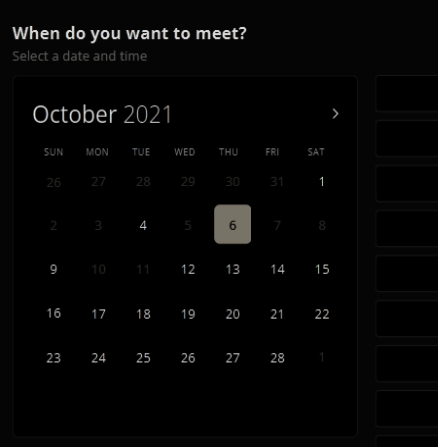 When do you want to meet?
Select a date and time
October 2021
SUN MON TUE WED THU FRI SAT
26 27 28 29 30 31 1
2 3 4 5 6 7 8
9 10 11 12 13 14 15
16 17 18 19 20 21 22
23 24 25 26 27 28 1